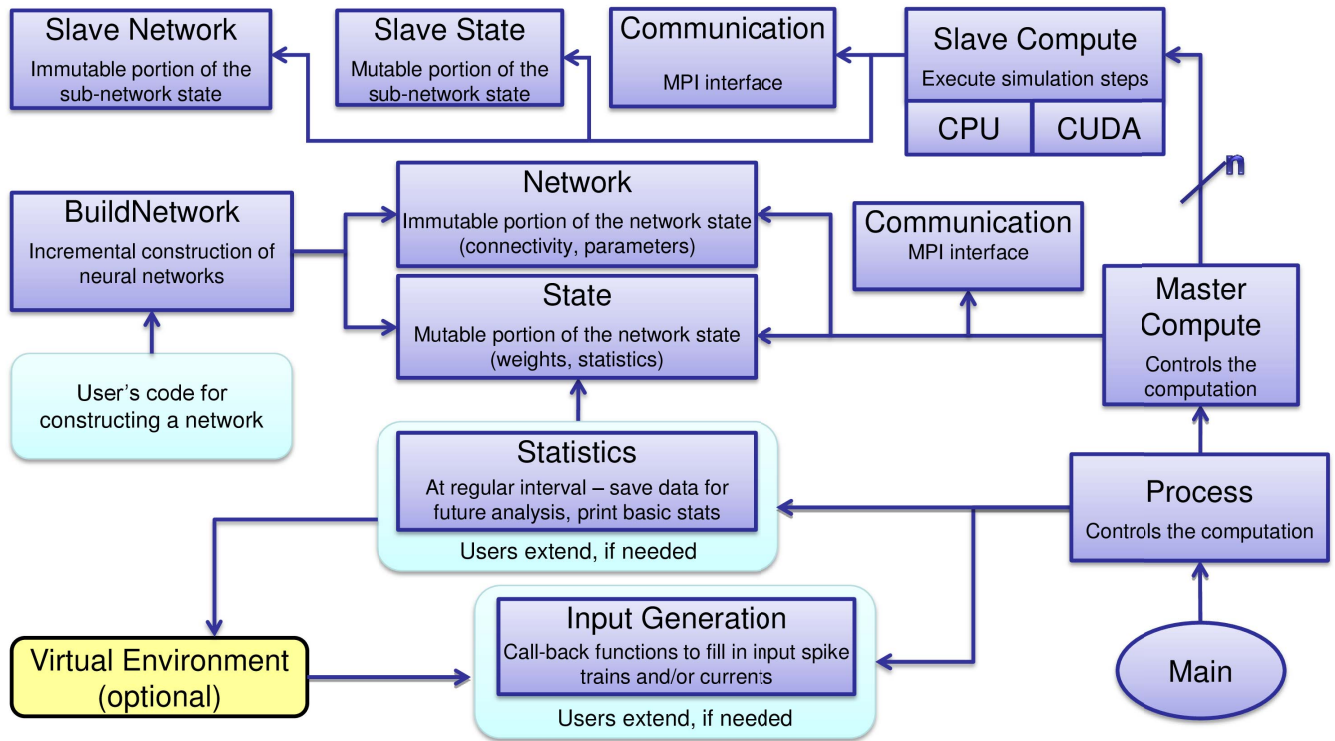 Slave Network
Immutable portion of the
sub-network state
Slave State
Mutable portion of the
sub-network state
Communication
MPI interface
Slave Compute
Execute simulation steps
CPU
CUDA
n
BuildNetwork
Incremental construction of
neural networks
Network
Immutable portion of the network state
(connectivity, parameters)
Communication
MPI interface
State
Mutable portion of the network state
(weights, statistics)
Master
Compute
Controls the
computation
User's code for
constructing a network
Statistics
At regular interval – save data for
future analysis, print basic stats
Users extend, if needed
Process
Controls the computation
Input Generation
Call-back functions to fill in input spike
trains and/or currents
Users extend, if needed
Virtual Environment
(optional)
Main